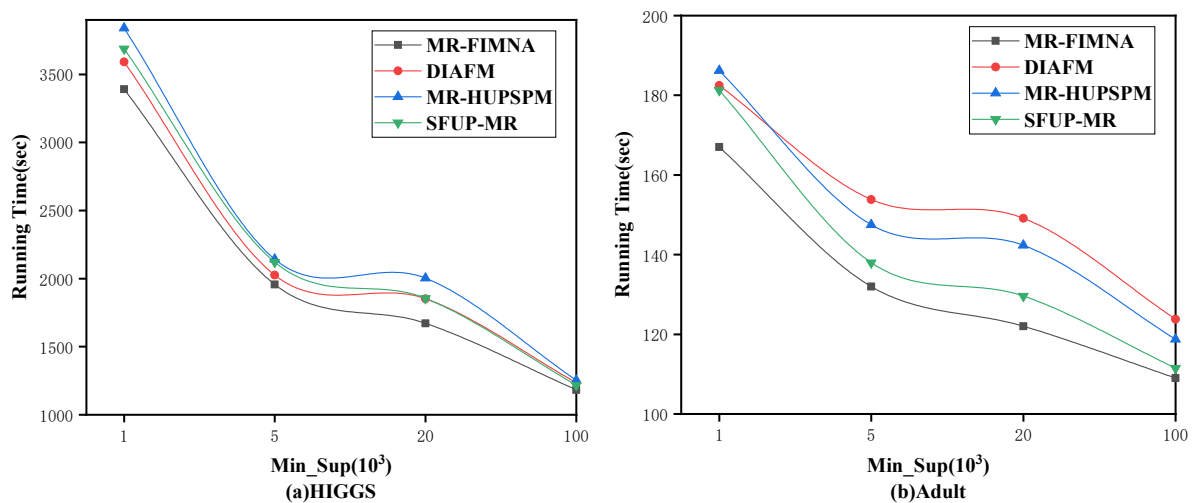 3500
3000
2500
2000
1500
1000
Running Time(sec)
MR-FIMNA
DIAFM
MR-HUPSPM
SFUP-MR
1 5 20 100
Min_Sup(10³)
(a)HIGGS
200
180
160
140
120
100
Running Time(sec)
MR-FIMNA
DIAFM
MR-HUPSPM
SFUP-MR
1 5 20 100
Min_Sup(10³)
(b)Adult